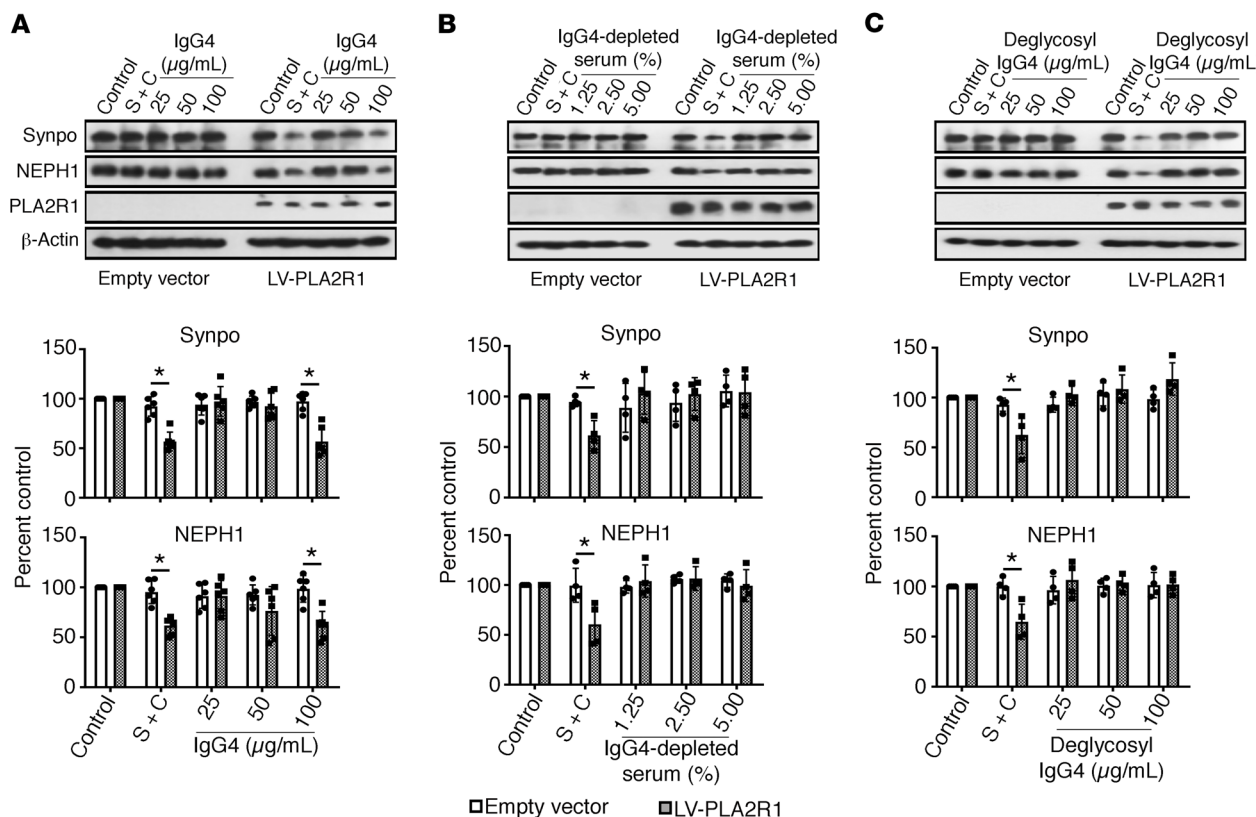 A
IgG4
(µg/mL)
IgG4
(µg/mL)
Control
S + C
25
50
100
Control
S + C
25
50
100
Synpo
NEPH1
PLA2R1
β-Actin
Empty vector
LV-PLA2R1
Synpo
150
100
50
0
NEPH1
150
100
50
0
Percent control
Control
S + C
25
50
100
IgG4 (µg/mL)
B
IgG4-depleted
serum (%)
IgG4-depleted
serum (%)
Control
S + C
1.25
2.50
5.00
Control
S + C
1.25
2.50
5.00
Empty vector
LV-PLA2R1
Synpo
150
100
50
0
NEPH1
150
100
50
0
Percent control
Control
S + C
1.25
2.50
5.00
IgG4-depleted
serum (%)
C
Deglycosyl
IgG4 (µg/mL)
Deglycosyl
IgG4 (µg/mL
Control
S + C
25
50
100
Control
S + C
25
50
100
Empty vector
LV-PLA2R1
Synpo
150
100
50
0
NEPH1
150
100
50
0
Percent control
Control
S + C
25
50
100
Deglycosyl
IgG4 (µg/mL)
* * * * * * * *
Empty vector
LV-PLA2R1